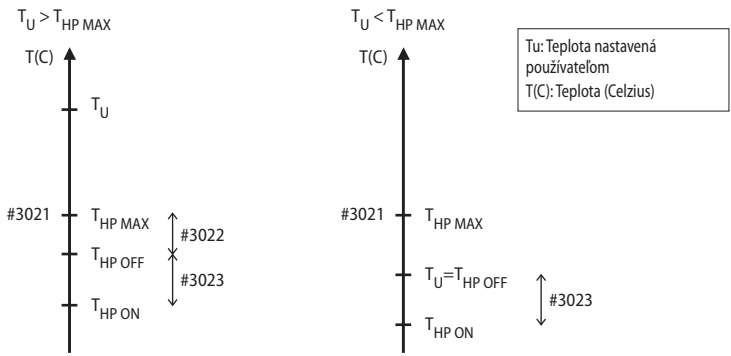 T_U > T_HP MAX
T(C)
T_U
#3021
T_HP MAX
#3022
T_HP OFF
#3023
T_HP ON
T_U < T_HP MAX
T(C)
#3021
T_HP MAX
T_U=T_HP OFF
#3023
T_HP ON
Tu: Teplota nastavená
používateľom
T(C): Teplota (Celzius)